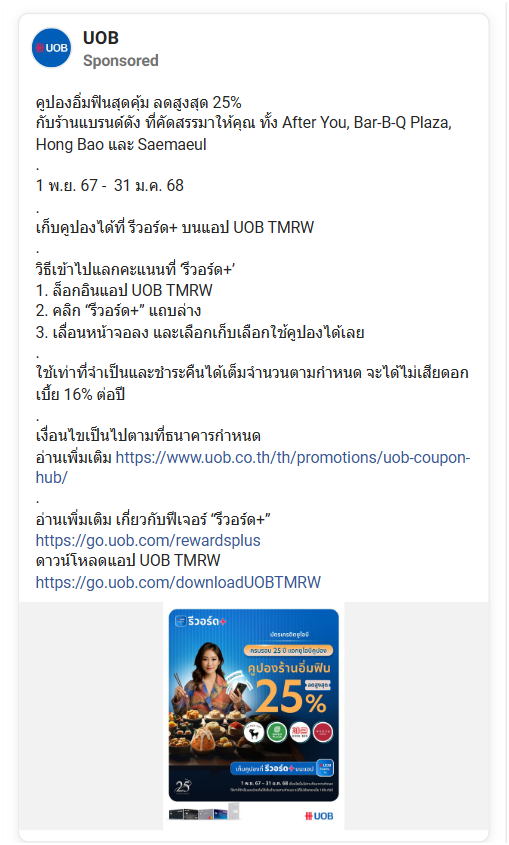 UOB
UOB
Sponsored
คูปองอิ่มฟินสุดคุ้ม ลดสูงสุด 25%
กับร้านแบรนด์ดัง ที่คัดสรรมาให้คุณ ทั้ง After You, Bar-B-Q Plaza,
Hong Bao และ Saemaeul
.
1 พ.ย. 67 - 31 ม.ค. 68
.
เก็บคูปองได้ที่ รีวอร์ด+ บนแอป UOB TMRW
.
วิธีเข้าไปแลกคะแนนที่ ‘รีวอร์ด+’
1. ล็อกอินแอป UOB TMRW
2. คลิก “รีวอร์ด+” แถบล่าง
3. เลื่อนหน้าจอลง และเลือกเก็บเลือกใช้คูปองได้เลย
.
ใช้เท่าที่จำเป็นและชำระคืนได้เต็มจำนวนตามกำหนด จะได้ไม่เสียดอก
เบี้ย 16% ต่อปี
.
เงื่อนไขเป็นไปตามที่ธนาคารกำหนด
อ่านเพิ่มเติม https://www.uob.co.th/th/promotions/uob-coupon-
hub/
.
อ่านเพิ่มเติม เกี่ยวกับฟีเจอร์ “รีวอร์ด+”
https://go.uob.com/rewardsplus
ดาวน์โหลดแอป UOB TMRW
https://go.uob.com/downloadUOBTMRW
รีวอร์ด+
บัตรเครดิตยูโอบี
ครบรอบ 25 ปี แจกยูโอบีคูปอง
คูปองร้านอิ่มฟิน
ลดสูงสุด
25%
เก็บคูปองที่ รีวอร์ด+ บนแอป
1 พ.ย. 67 - 31 ม.ค. 68
25
UOB